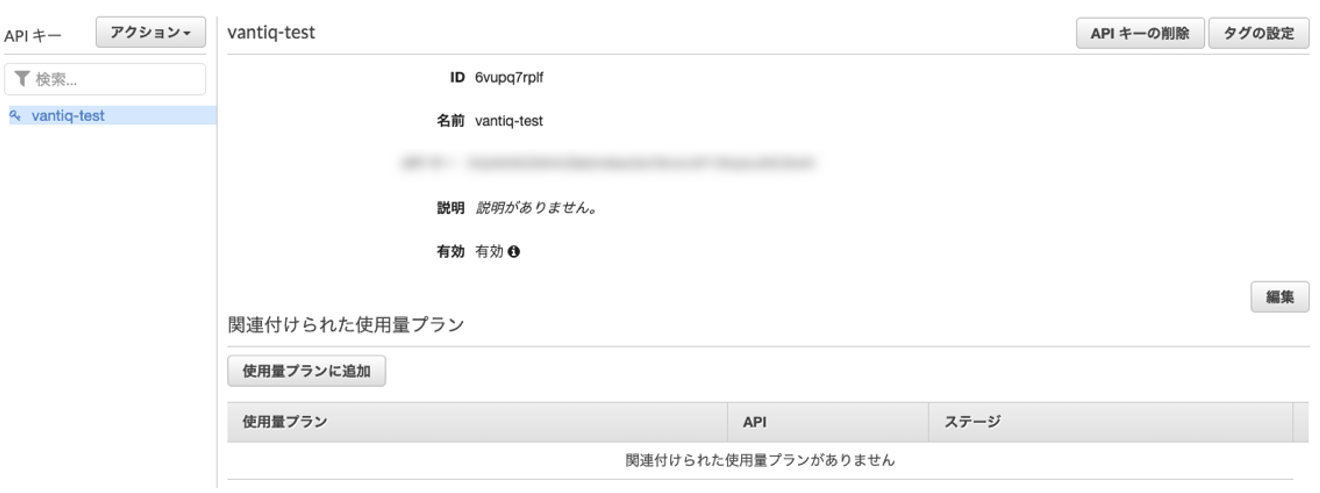 API キー アクション
検索...
vantiq-test
vantiq-test API キーの削除 タグの設定
ID 6vupq7rplf
名前 vantiq-test
説明 説明がありません。
有効 有効
編集
関連付けられた使用量プラン
使用量プランに追加
使用量プラン API ステージ
関連付けられた使用量プランがありません